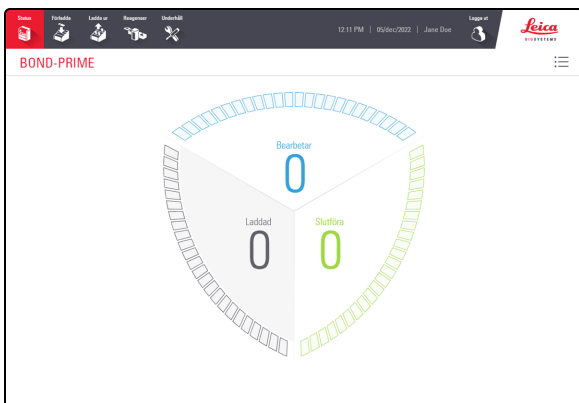 Status Förladda Ladda ur Reagenser Underhåll
12:11 PM | 05/dec/2022 | Jane Doe
Logga ut
Leica
BIOSYSTEMS
BOND-PRIME
Bearbetar
0
Laddad
0
Slutföra
0